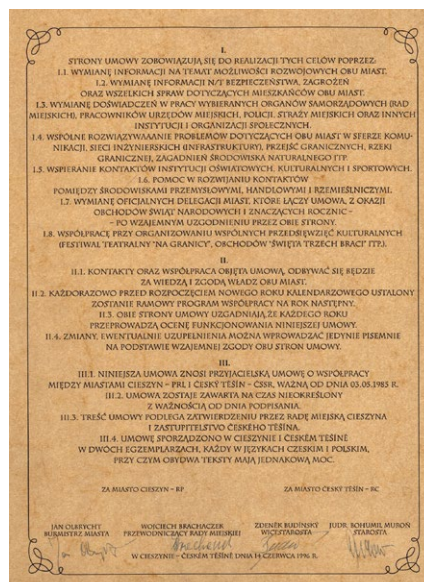 I.
STRONY UMOWY ZOBOWIĄZUJĄ SIĘ DO REALIZACJI TYCH CELÓW POPRZEZ:
I.1. WYMIANĘ INFORMACJI NA TEMAT MOŻLIWOŚCI ROZWOJOWYCH OBU MIAST.
I.2. WYMIANĘ INFORMACJI N/T BEZPIECZEŃSTWA, ZAGROŻEŃ
ORAZ WSZELKICH SPRAW DOTYCZĄCYCH MIESZKAŃCÓW OBU MIAST.
I.3. WYMIANĘ DOŚWIADCZEŃ W PRACY WYBIERANYCH ORGANÓW SAMORZĄDOWYCH (RAD
MIEJSKICH), PRACOWNIKÓW URZĘDÓW MIEJSKICH, POLICJI, STRAŻY MIEJSKICH ORAZ INNYCH
INSTYTUCJI I ORGANIZACJI SPOŁECZNYCH.
I.4. WSPÓLNE ROZWIĄZYWAANIE PROBLEMÓW DOTYCZĄCYCH OBU MIAST W SFERZE KOMU-
NIKACJI, SIECI INŻYNIERSKICH (INFRASTRUKTURY), PRZEJŚĆ GRANICZNYCH, RZEKI
GRANICZNEJ, ZAGADNIEŃ ŚRODOWISKA NATURALNEGO ITP.
I.5. WSPIERANIE KONTAKTÓW INSTYTUCJI OŚWIATOWYCH, KULTURALNYCH I SPORTOWYCH.
I.6. POMOC W ROZWIJANIU KONTAKTÓW
POMIĘDZY ŚRODOWISKAMI PRZEMYSŁOWYMI, HANDLOWYMI I RZEMIEŚLNICZYMI.
I.7. WYMIANĘ OFICJALNYCH DELEGACJI MIAST, KTÓRE ŁĄCZY UMOWA, Z OKAZJI
OBCHODÓW ŚWIĄT NARODOWYCH I ZNACZĄCYCH ROCZNIC –
– PO WZAJEMNYM UZGODNIENIU PRZEZ OBIE STRONY.
I.8. WSPÓŁPRACĘ PRZY ORGANIZOWANIU WSPÓLNYCH PRZEDSIĘWZIĘĆ KULTURALNYCH
(FESTIWAL TEATRALNY "NA GRANICY", OBCHODÓW "ŚWIĘTA TRZECH BRACI" ITP.).
II.
II.1. KONTAKTY ORAZ WSPÓŁPRACA OBJĘTA UMOWĄ, ODBYWAĆ SIĘ BĘDZIE
ZA WIEDZĄ I ZGODĄ WŁADZ OBU MIAST.
II.2. KAŻDORAZOWO PRZED ROZPOCZĘCIEM NOWEGO ROKU KALENDARZOWEGO USTALONY
ZOSTANIE RAMOWY PROGRAM WSPÓŁPRACY NA ROK NASTĘPNY.
II.3. OBIE STRONY UMOWY UZGADNIAJĄ, ŻE KAŻDEGO ROKU
PRZEPROWADZĄ OCENĘ FUNKCJONOWANIA NINIEJSZEJ UMOWY.
II.4. ZMIANY, EWENTUALNIE UZUPEŁNIENIA MOŻNA WPROWADZAĆ JEDYNIE PISEMNIE
NA PODSTAWIE WZAJEMNEJ ZGODY OBU STRON UMOWY.
III.
III.1. NINIEJSZA UMOWA ZNOSI PRZYJACIELSKĄ UMOWĘ O WSPÓŁPRACY
MIĘDZY MIASTAMI CIESZYN – PRL I ČESKÝ TĚŠÍN – ČSSR, WAŻNĄ OD DNIA 03.05.1985 R.
III.2. UMOWA ZOSTAJE ZAWARTA NA CZAS NIEOKREŚLONY
Z WAŻNOŚCIĄ OD DNIA PODPISANIA.
III.3. TREŚĆ UMOWY PODLEGA ZATWIERDZENIU PRZEZ RADĘ MIEJSKĄ CIESZYNA
I ZASTUPITELSTVO ČESKÉHO TĚŠÍNA.
III.4. UMOWĘ SPORZĄDZONO W CIESZYNIE I ČESKÉM TĚŠÍNĚ
W DWÓCH EGZEMPLARZACH, KAŻDY W JĘZYKACH CZESKIM I POLSKIM,
PRZY CZYM OBYDWA TEKSTY MAJĄ JEDNAKOWĄ MOC.
ZA MIASTO CIESZYN – RP ZA MIASTO ČESKÝ TĚŠÍN – RC
JAN OLBRYCHT WOJCIECH BRACHACZEK ZDENĚK BUDÍNSKÝ JUDR. BOHUMIL MUROŇ
BURMISTRZ MIASTA PRZEWODNICZĄCY RADY MIEJSKIEJ WICESTAROSTA STAROSTA
W CIESZYNIE – ČESKÉM TĚŠÍNĚ DNIA 14 CZERWCA 1996 R.